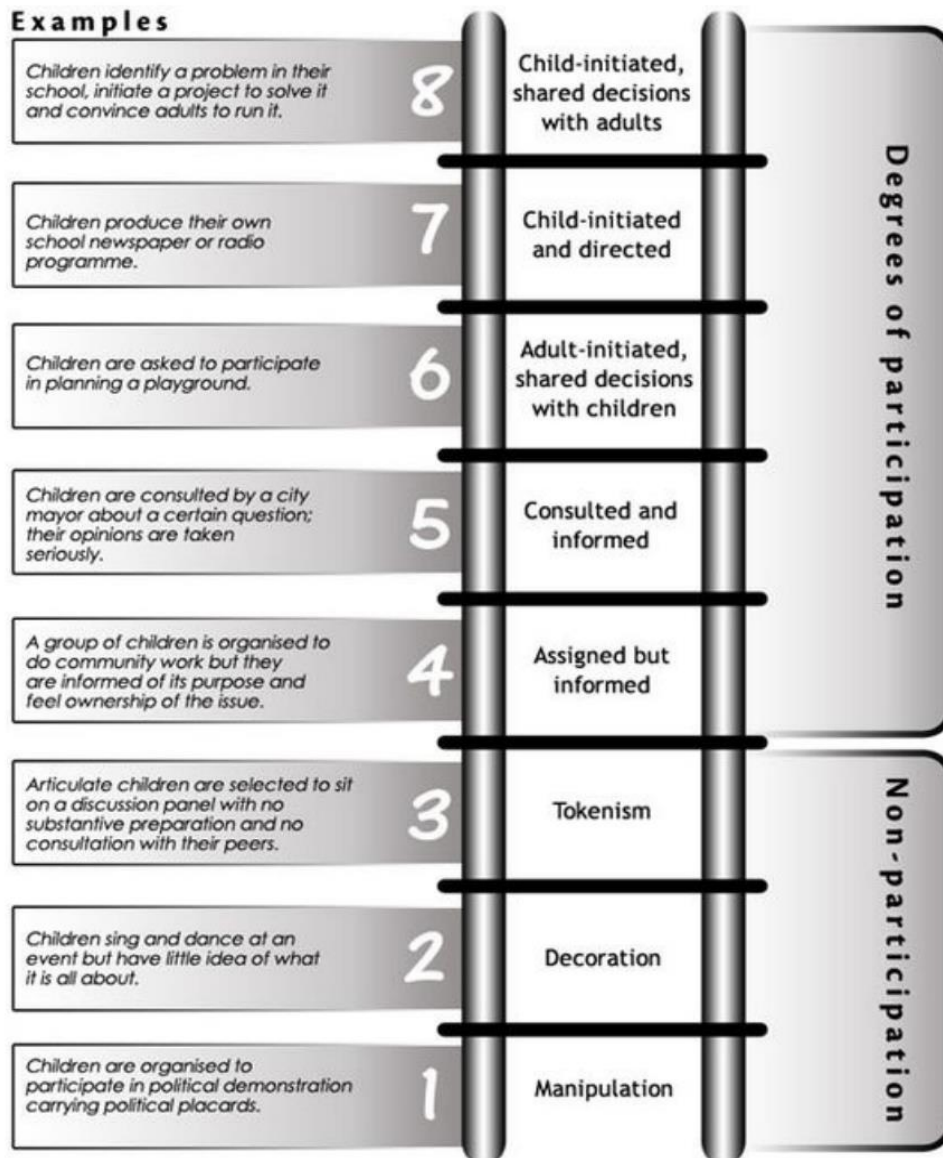 Examples
Children identify a problem in their
school, initiate a project to solve it
and convince adults to run it.
8
Child-initiated,
shared decisions
with adults
Children produce their own
school newspaper or radio
programme.
7
Child-initiated
and directed
Children are asked to participate
in planning a playground.
6
Adult-initiated,
shared decisions
with children
Children are consulted by a city
mayor about a certain question;
their opinions are taken
seriously.
5
Consulted and
informed
A group of children is organised to
do community work but they
are informed of its purpose and
feel ownership of the issue.
4
Assigned but
informed
Degrees of participation
Articulate children are selected to sit
on a discussion panel with no
substantive preparation and no
consultation with their peers.
3
Tokenism
Children sing and dance at an
event but have little idea of what
it is all about.
2
Decoration
Children are organised to
participate in political demonstration
carrying political placards.
1
Manipulation
Non-participation